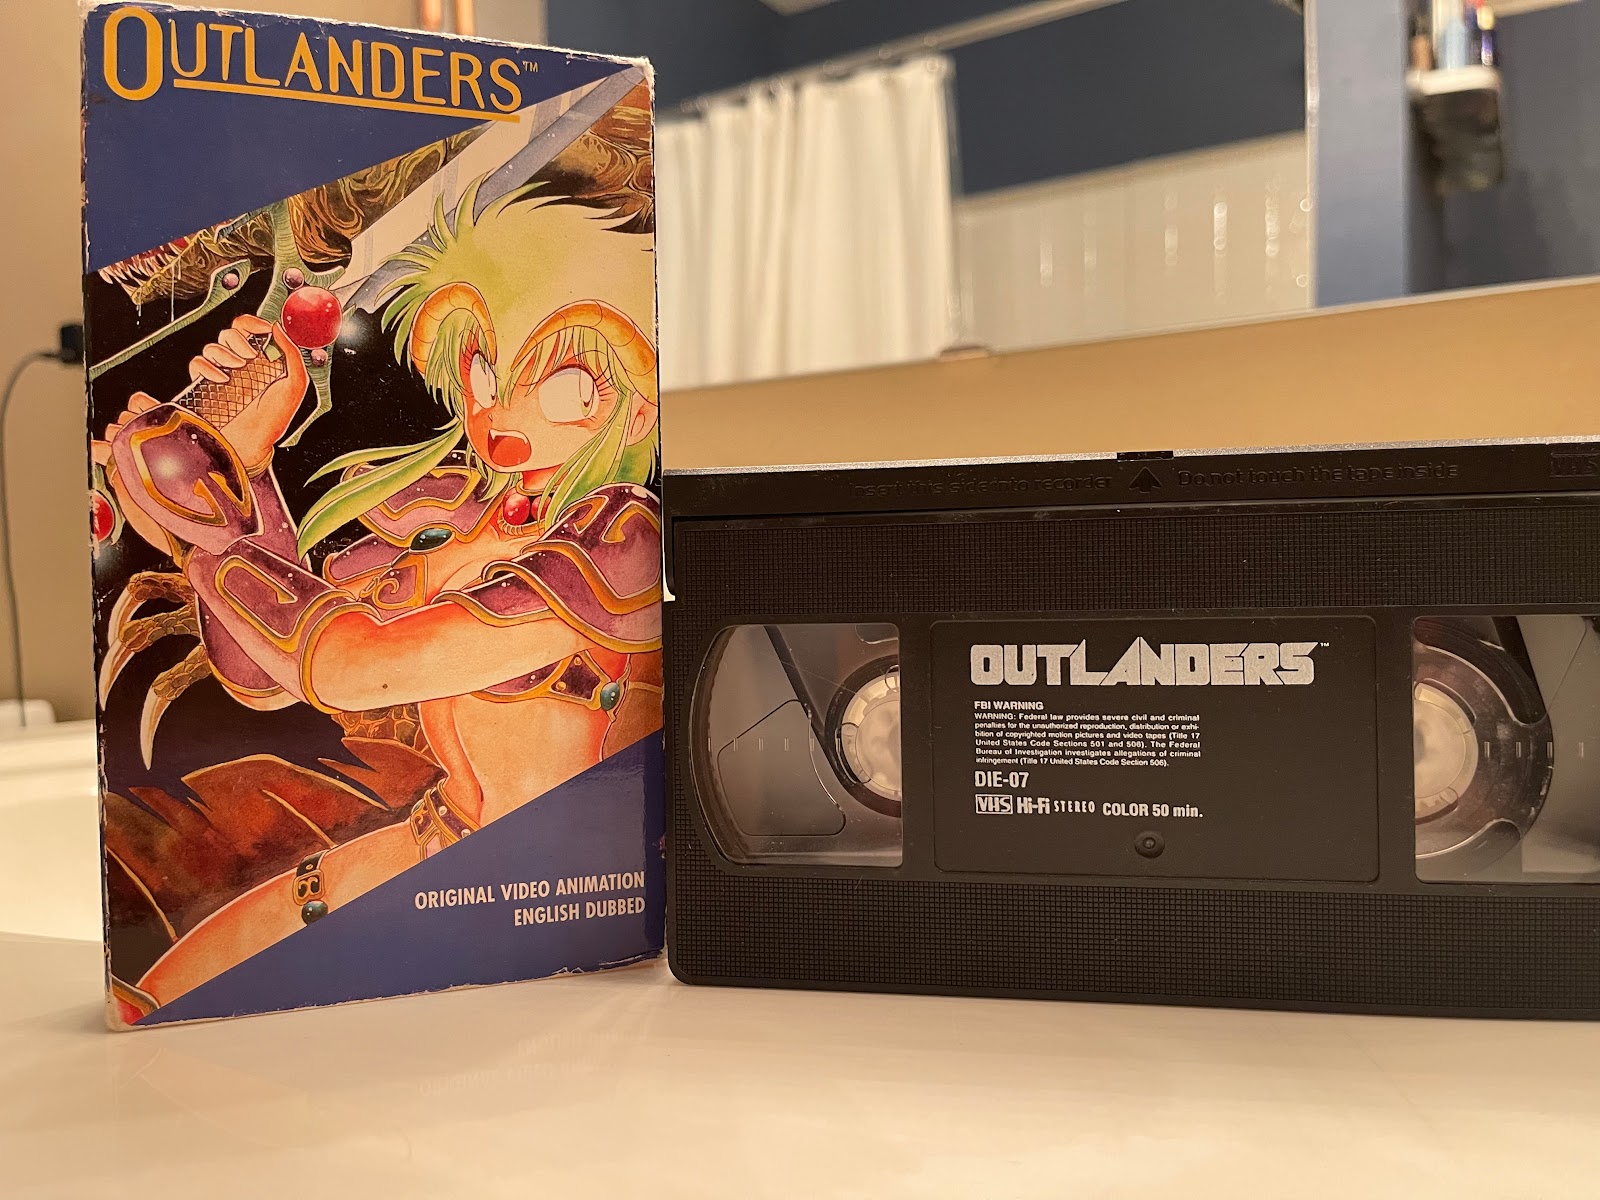 OUTLANDERS™
ORIGINAL VIDEO ANIMATION
ENGLISH DUBBED
Insert this side into recorder
Do not touch the tape inside
VHS
OUTLANDERS™
FBI WARNING
WARNING: Federal law provides severe civil and criminal
penalties for the unauthorized reproduction, distribution or exhi-
bition of copyrighted motion pictures and video tapes (Title 17
United States Code Sections 501 and 506). The Federal
Bureau of Investigation investigates allegations of criminal
infringement (Title 17 United States Code Section 506).
DIE-07
VHS Hi-Fi STEREO COLOR 50 min.